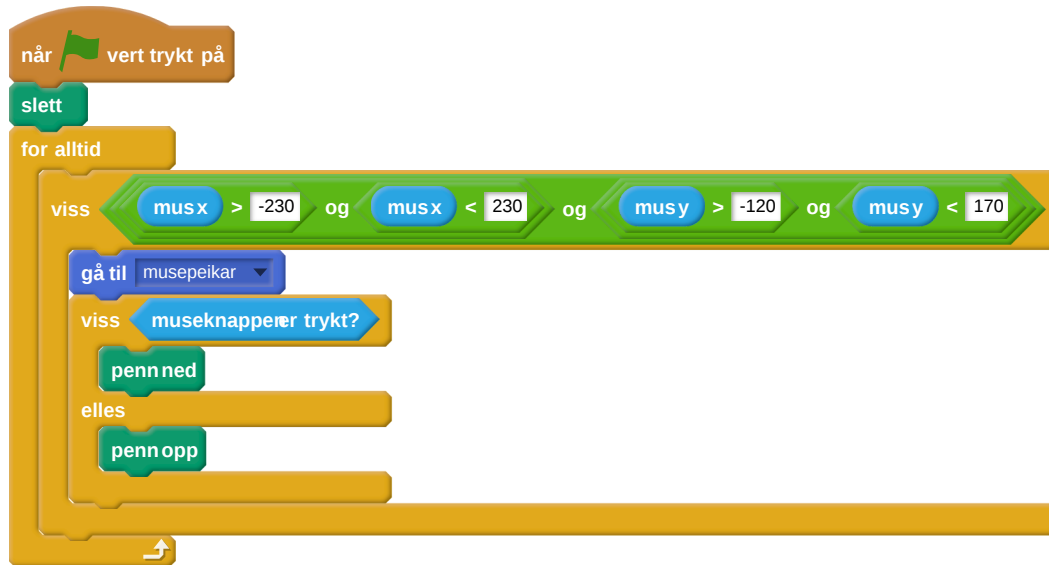 når vert trykt på
slett
for alltid
viss mus x > -230 og mus x < 230 og mus y > -120 og mus y < 170
gå til musepeikar
viss museknappen er trykt?
penn ned
elles
penn opp